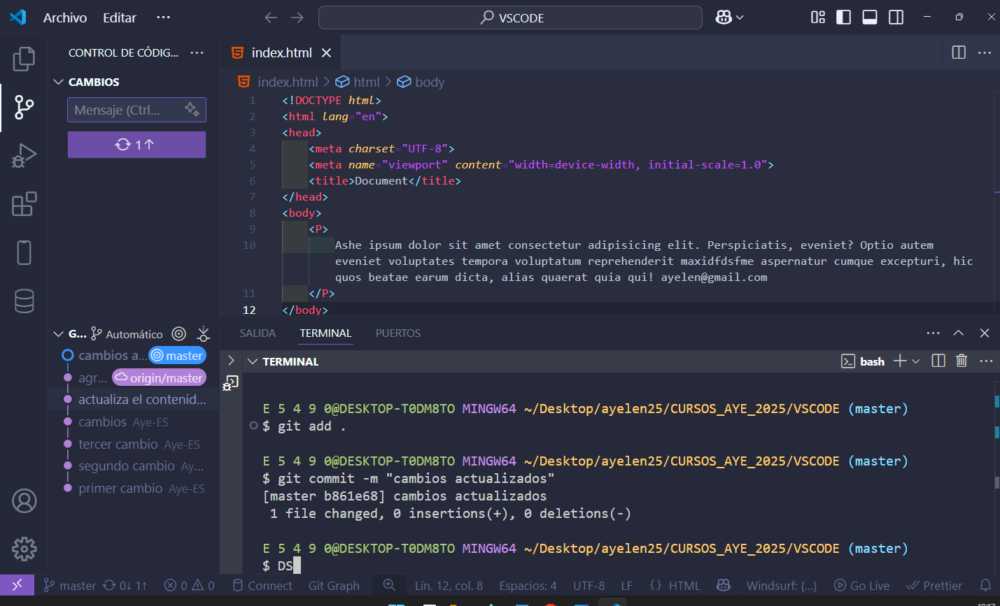 Archivo Editar ···
VSCODE
CONTROL DE CÓDIG... ···
CAMBIOS
Mensaje (Ctrl...
1↑
G... Automático
cambios a... master
agr... origin/master
actualiza el contenid...
cambios Aye-ES
tercer cambio Aye-ES
segundo cambio Ay...
primer cambio Aye-ES
index.html
index.html > html > body
1 <!DOCTYPE html>
2 <html lang="en">
3 <head>
4 <meta charset="UTF-8">
5 <meta name="viewport" content="width=device-width, initial-scale=1.0">
6 <title>Document</title>
7 </head>
8 <body>
9 <P>
10 Ashe ipsum dolor sit amet consectetur adipisicing elit. Perspiciatis, eveniet? Optio autem
eveniet voluptates tempora voluptatum reprehenderit maxidfdsfme aspernatur cumque excepturi, hic
quos beatae earum dicta, alias quaerat quia qui! ayelen@gmail.com
11 </P>
12 </body>
SALIDA TERMINAL PUERTOS
TERMINAL
bash
E 5 4 9 0@DESKTOP-T0DM8TO MINGW64 ~/Desktop/ayelen25/CURSOS_AYE_2025/VSCODE (master)
$ git add .
E 5 4 9 0@DESKTOP-T0DM8TO MINGW64 ~/Desktop/ayelen25/CURSOS_AYE_2025/VSCODE (master)
$ git commit -m "cambios actualizados"
[master b861e68] cambios actualizados
1 file changed, 0 insertions(+), 0 deletions(-)
E 5 4 9 0@DESKTOP-T0DM8TO MINGW64 ~/Desktop/ayelen25/CURSOS_AYE_2025/VSCODE (master)
$ DS
master 0↓ 1↑ 0 0 Connect Git Graph Lín. 12, col. 8 Espacios: 4 UTF-8 LF {} HTML Windsurf: {...} Go Live Prettier